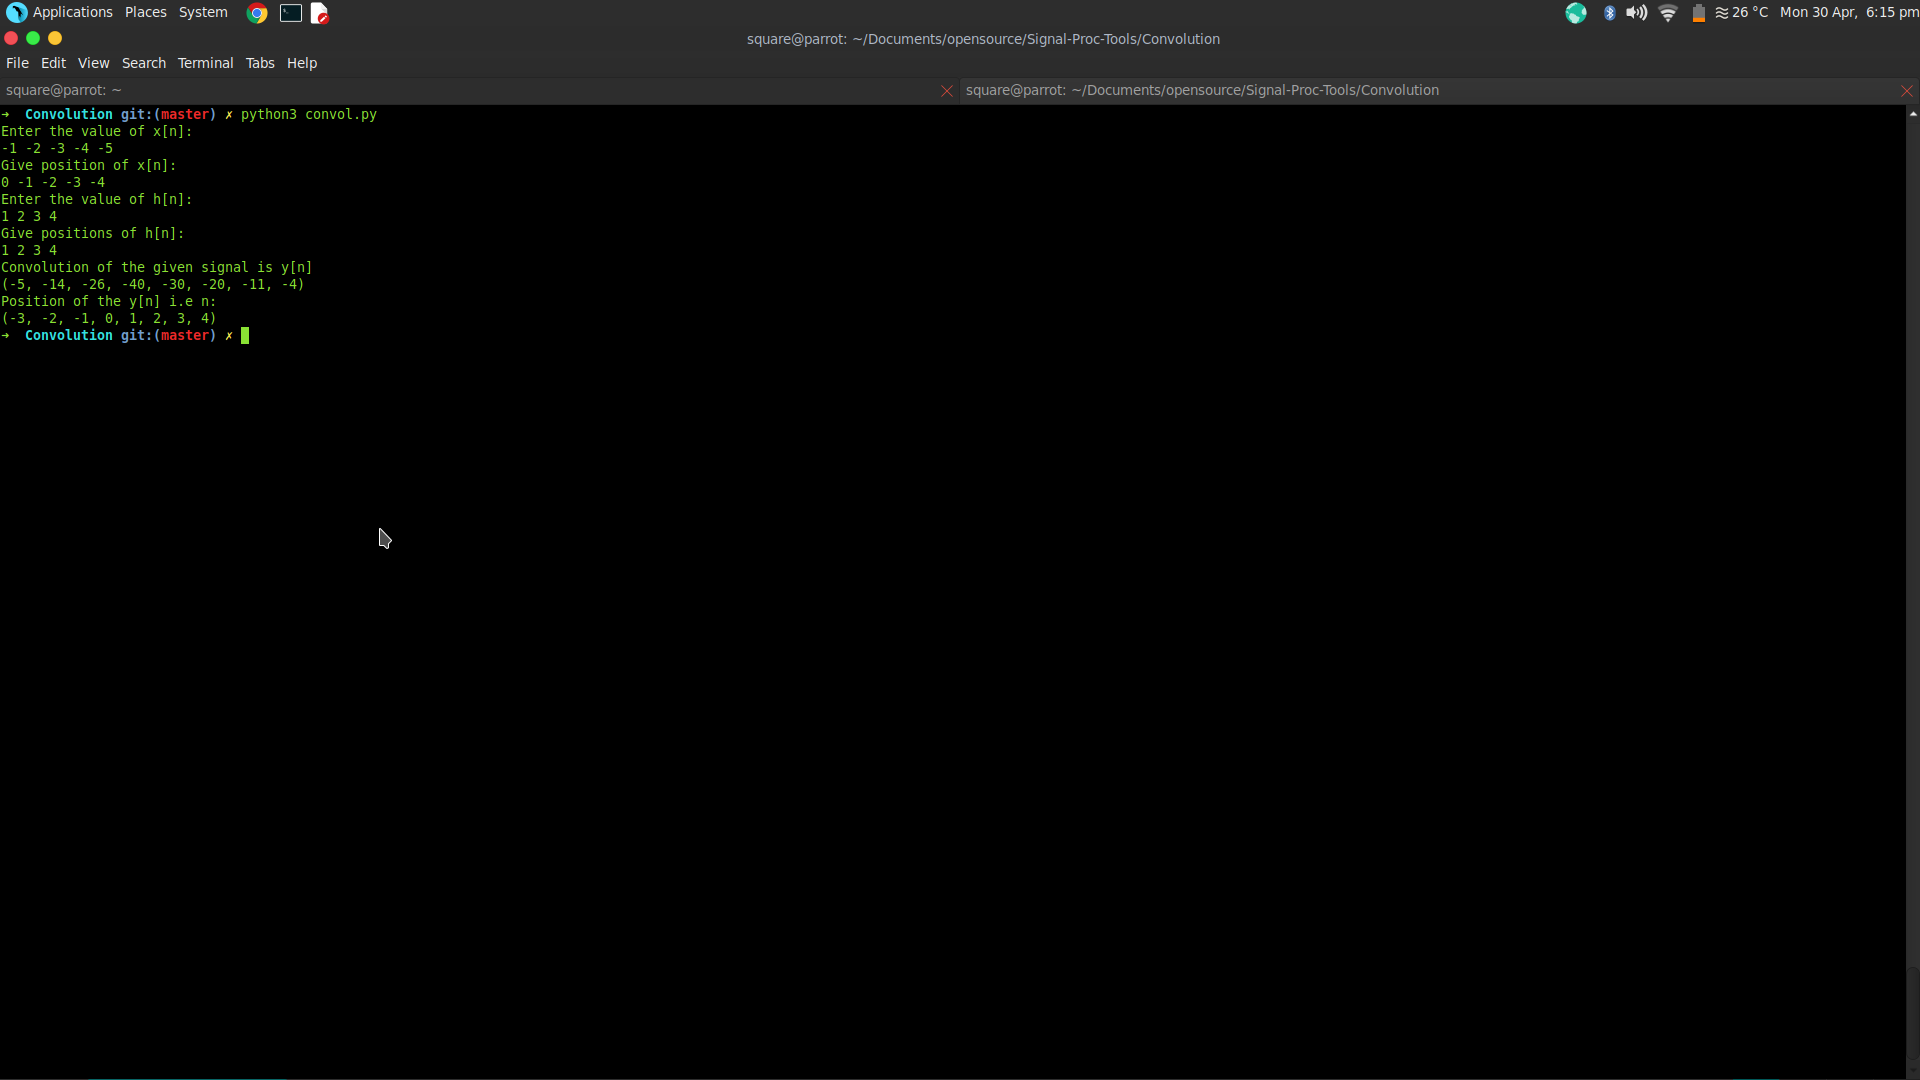 Applications Places System 26 °C Mon 30 Apr, 6:15 pm
square@parrot: ~/Documents/opensource/Signal-Proc-Tools/Convolution
File Edit View Search Terminal Tabs Help
square@parrot: ~ square@parrot: ~/Documents/opensource/Signal-Proc-Tools/Convolution
➜ Convolution git:(master) ✗ python3 convol.py
Enter the value of x[n]:
-1 -2 -3 -4 -5
Give position of x[n]:
0 -1 -2 -3 -4
Enter the value of h[n]:
1 2 3 4
Give positions of h[n]:
1 2 3 4
Convolution of the given signal is y[n]
(-5, -14, -26, -40, -30, -20, -11, -4)
Position of the y[n] i.e n:
(-3, -2, -1, 0, 1, 2, 3, 4)
➜ Convolution git:(master) ✗